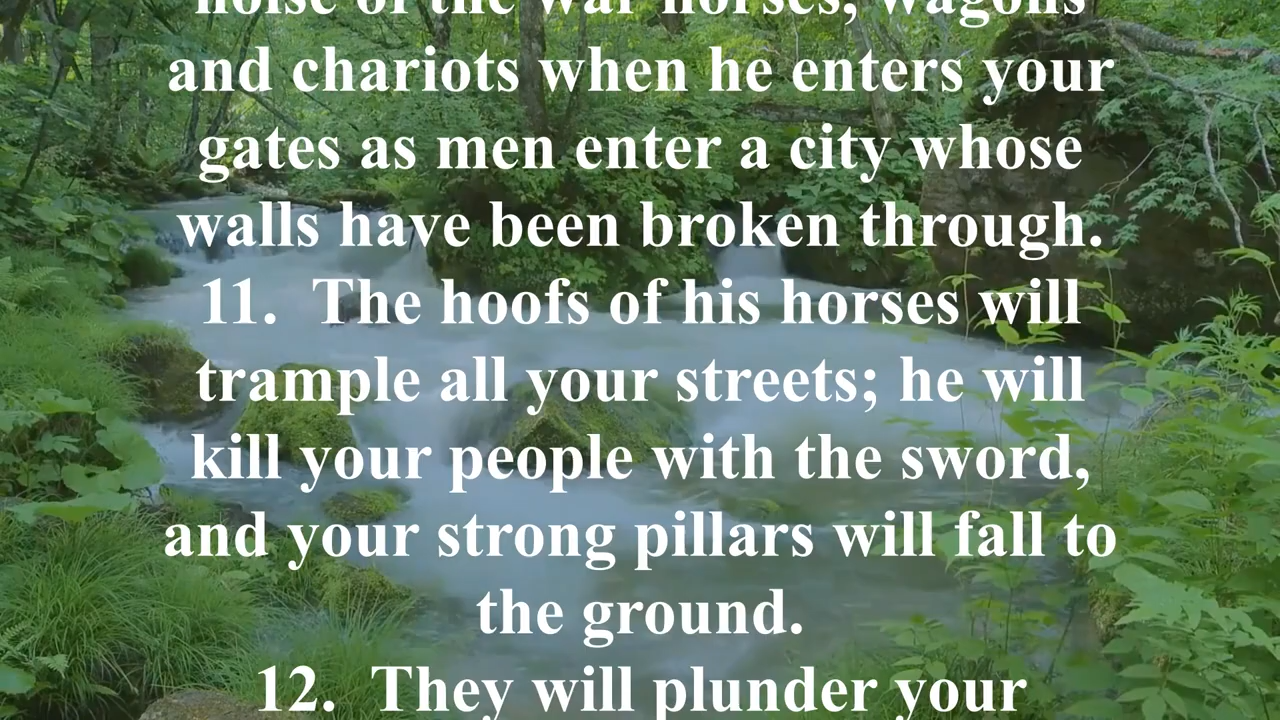 noise of the war horses, wagons
and chariots when he enters your
gates as men enter a city whose
walls have been broken through.
11.  The hoofs of his horses will
trample all your streets; he will
kill your people with the sword,
and your strong pillars will fall to
the ground.
12.  They will plunder your